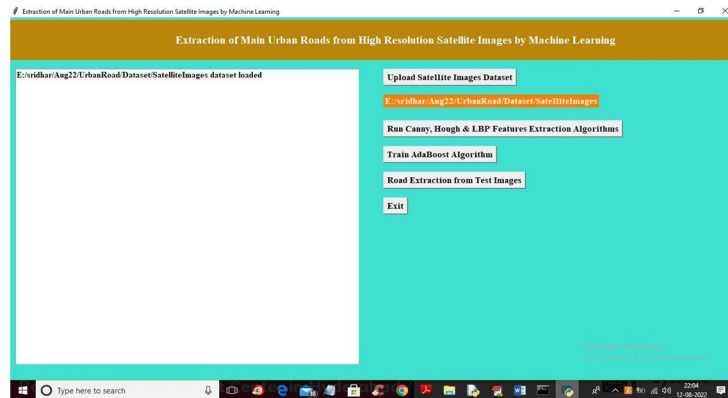 Extraction of Main Urban Roads from High Resolution Satellite Images by Machine Learning
Extraction of Main Urban Roads from High Resolution Satellite Images by Machine Learning
E:/sridhar/Aug22/UrbanRoad/Dataset/SatelliteImages dataset loaded
Upload Satellite Images Dataset
E:/sridhar/Aug22/UrbanRoad/Dataset/SatelliteImages
Run Canny, Hough & LBP Features Extraction Algorithms
Train AdaBoost Algorithm
Road Extraction from Test Images
Exit
Type here to search
22:04
12-08-2022